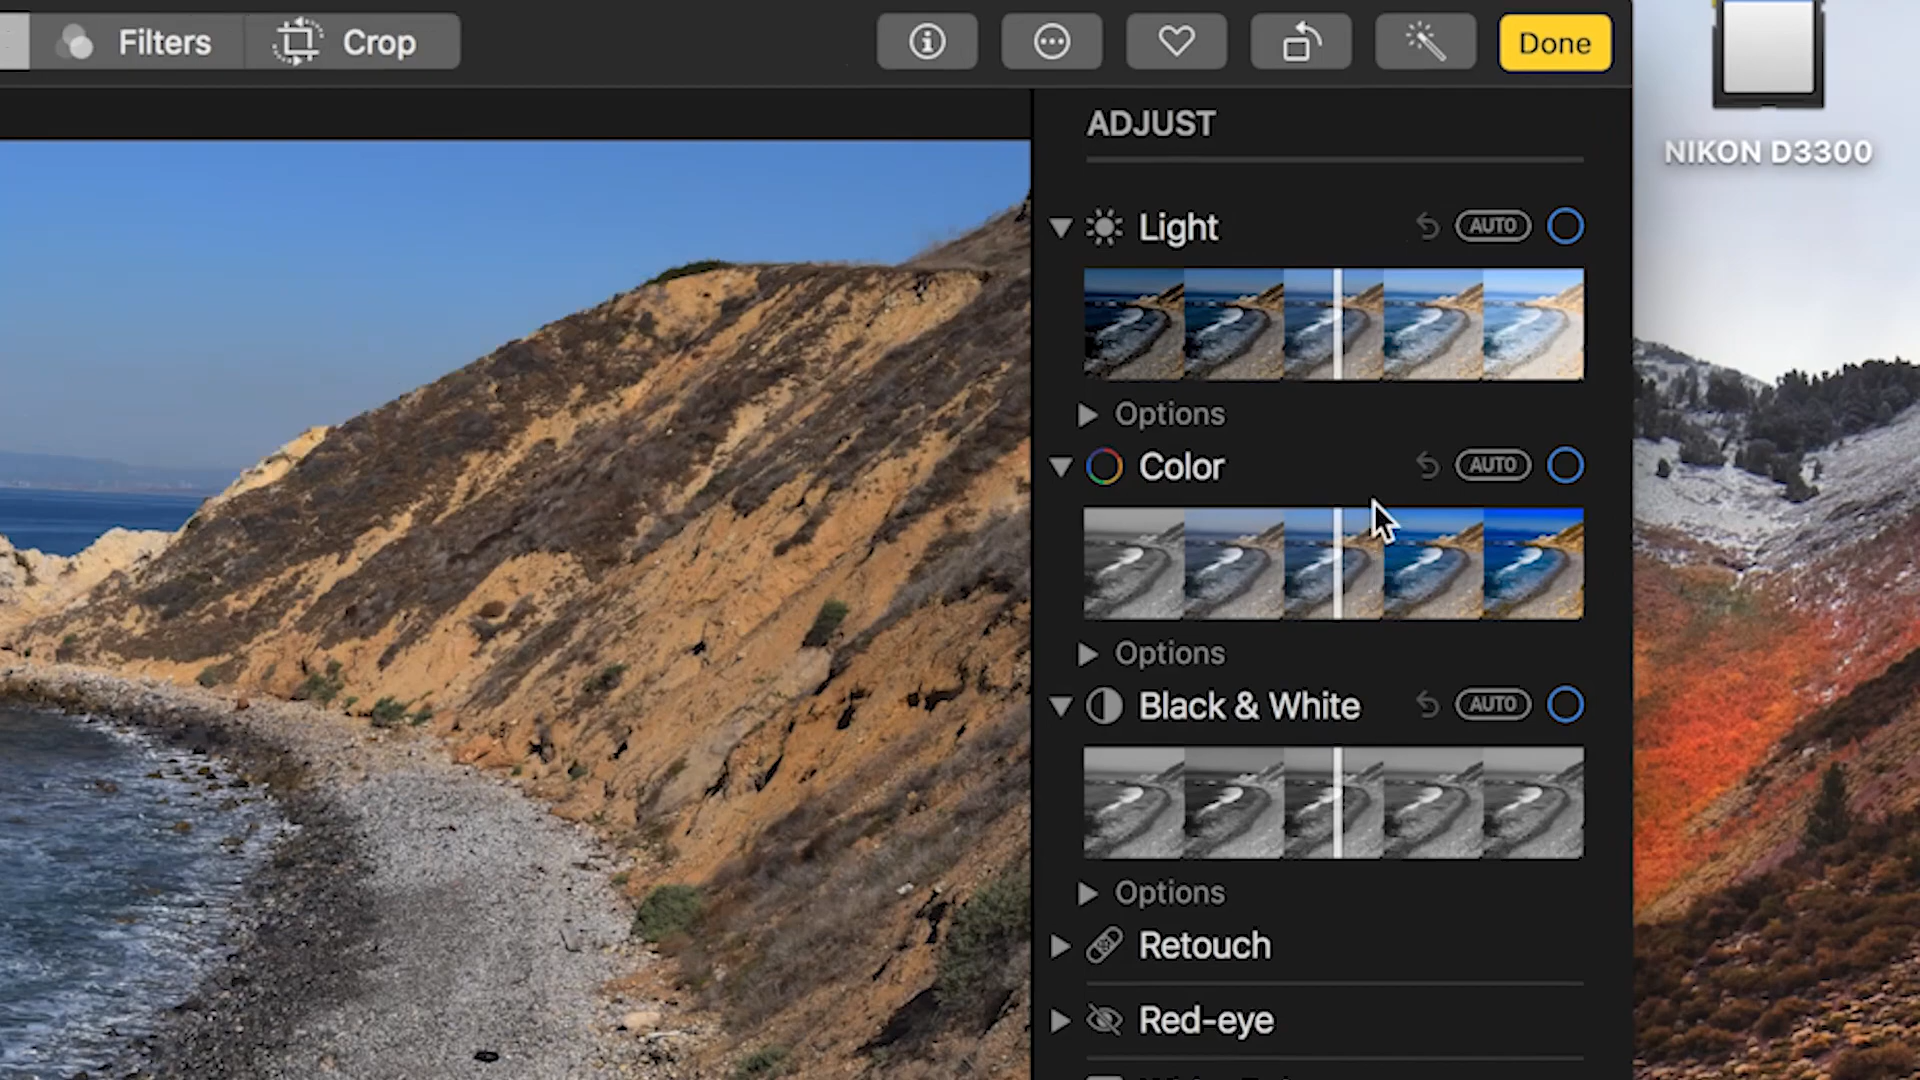 Filters
Crop
Done
NIKON D3300
ADJUST
Light
AUTO
Options
Color
AUTO
Options
Black & White
AUTO
Options
Retouch
Red-eye